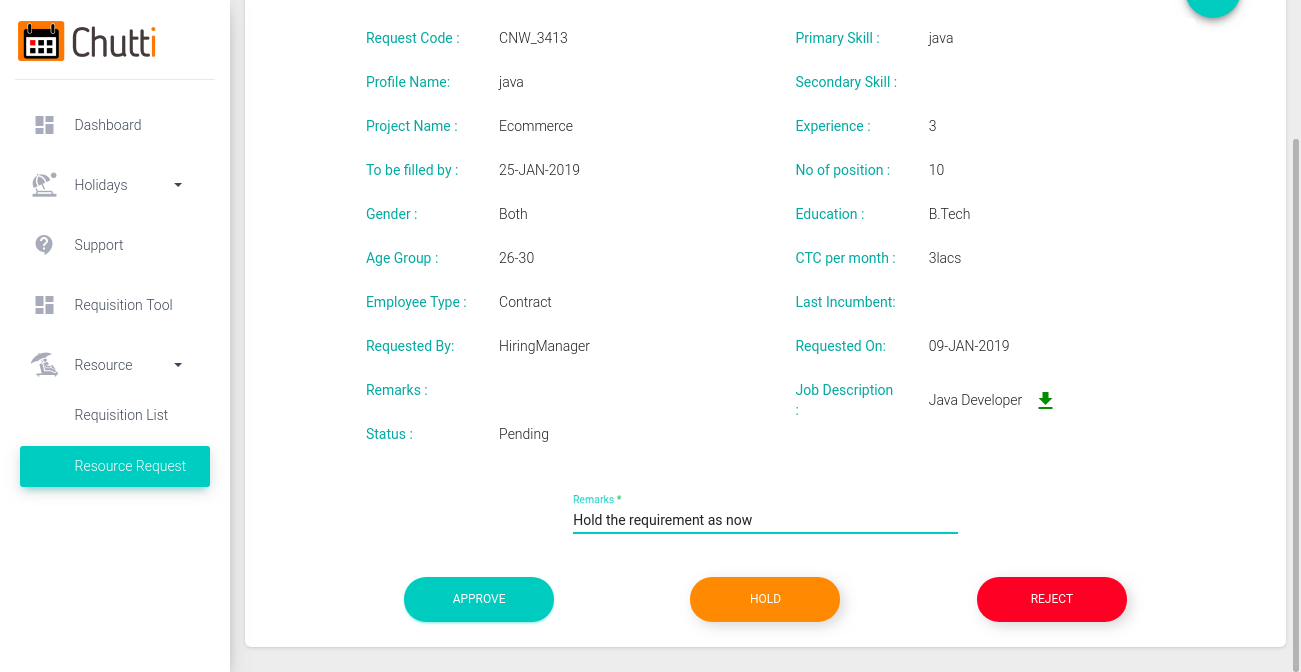 Chutti
Dashboard
Holidays
Support
Requisition Tool
Resource
Requisition List
Resource Request
Request Code : CNW_3413 Primary Skill : java
Profile Name: java Secondary Skill :
Project Name : Ecommerce Experience : 3
To be filled by : 25-JAN-2019 No of position : 10
Gender : Both Education : B.Tech
Age Group : 26-30 CTC per month : 3lacs
Employee Type : Contract Last Incumbent:
Requested By: HiringManager Requested On: 09-JAN-2019
Remarks : Job Description
: Java Developer
Status : Pending
Remarks *
Hold the requirement as now
APPROVE HOLD REJECT